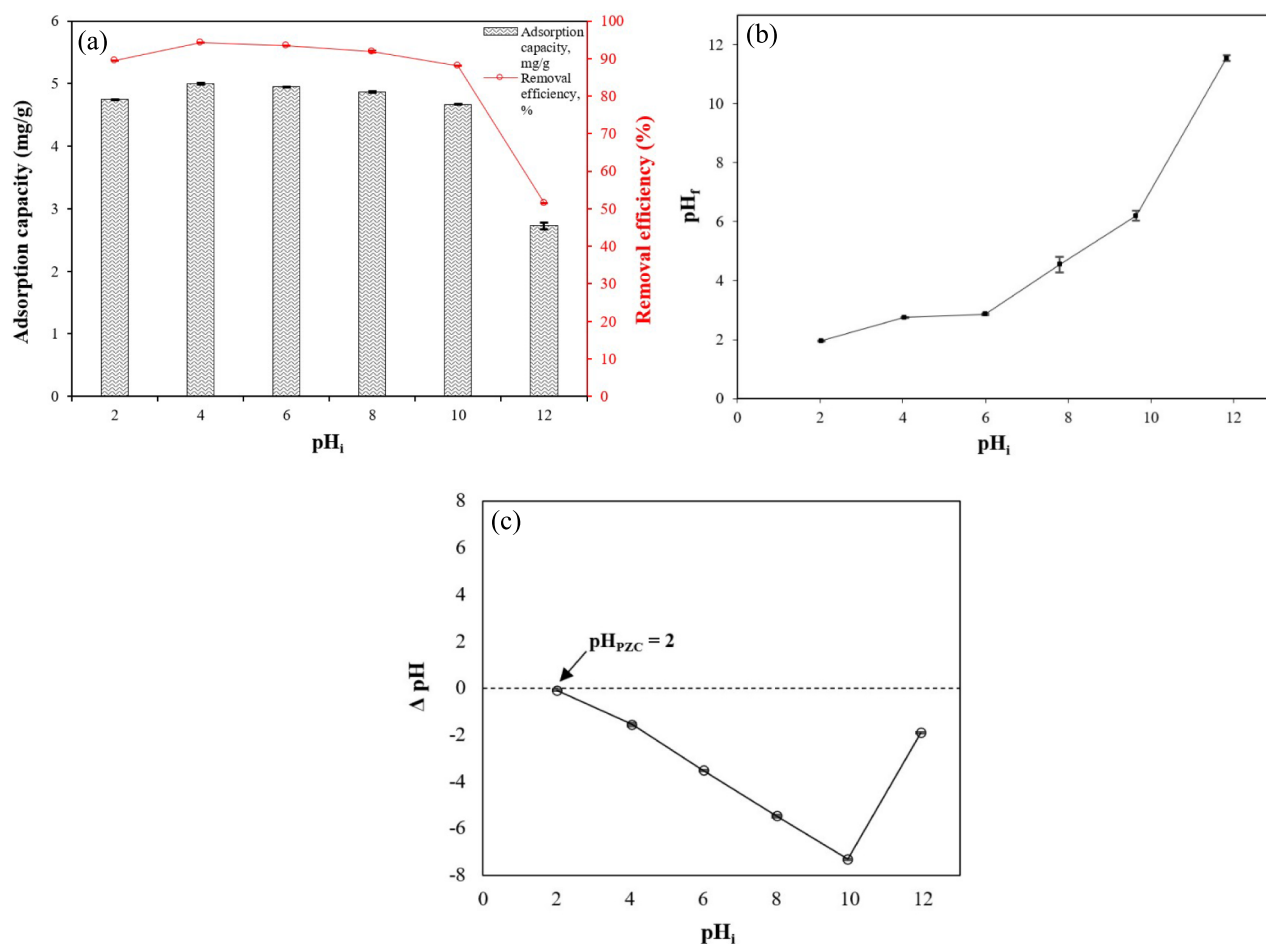 (a)
Adsorption capacity (mg/g)
6
5
4
3
2
1
0
Adsorption
capacity,
mg/g
Removal
efficiency,
%
100
90
80
70
60
50
40
30
20
10
0
Removal efficiency (%)
2 4 6 8 10 12
pHi
(b)
pHf
12
10
8
6
4
2
0
0 2 4 6 8 10 12
pHi
(c)
Δ pH
8
6
4
2
0
-2
-4
-6
-8
pHPZC = 2
0 2 4 6 8 10 12
pHi